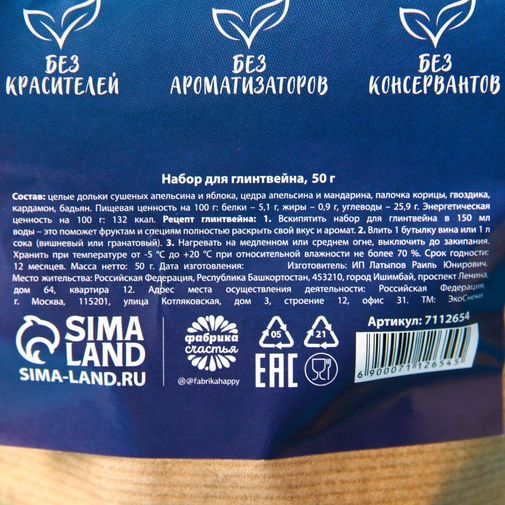 БЕЗ
КРАСИТЕЛЕЙ
БЕЗ
АРОМАТИЗАТОРОВ
БЕЗ
КОНСЕРВАНТОВ
Набор для глинтвейна, 50 г
Состав: целые дольки сушеных апельсина и яблока, цедра апельсина и мандарина, палочка корицы, гвоздика,
кардамон, бадьян. Пищевая ценность на 100 г: белки – 5,1 г, жиры – 0,9 г, углеводы – 25,9 г. Энергетическая
ценность на 100 г: 132 ккал. Рецепт глинтвейна: 1. Вскипятить набор для глинтвейна в 150 мл
воды – это поможет фруктам и специям полностью раскрыть свой вкус и аромат. 2. Влить 1 бутылку вина или 1 л
сока (вишневый или гранатовый). 3. Нагревать на медленном или среднем огне, выключить до закипания.
Хранить при температуре от -5 °С до +20 °С при относительной влажности не более 70 %. Срок годности:
12 месяцев. Масса нетто: 50 г. Дата изготовления: Изготовитель: ИП Латыпов Раиль Юнирович.
Место жительства: Российская Федерация, Республика Башкортостан, 453210, город Ишимбай, проспект Ленина,
дом 64, квартира 12. Адрес места осуществления деятельности: Российская Федерация,
г. Москва, 115201, улица Котляковская, дом 3, строение 12, офис 31. ТМ: ЭкоСнеки
Артикул: 7112654
SIMA
LAND
SIMA-LAND.RU
фабрика
счастья
@fabrikahappy
05
21
EAC
6 900071 126545